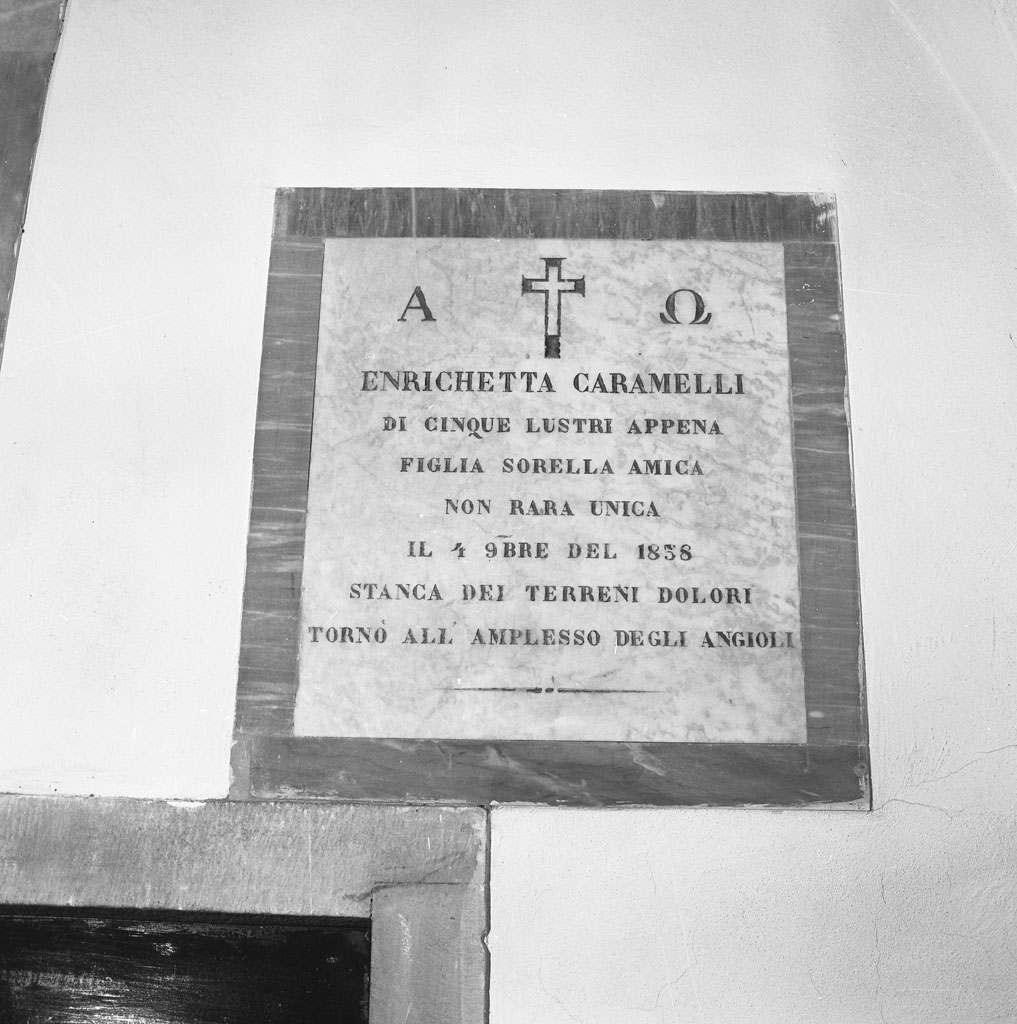 Α Ω
ENRICHETTA CARAMELLI
DI CINQUE LUSTRI APPENA
FIGLIA SORELLA AMICA
NON RARA UNICA
IL 4 9BRE DEL 1838
STANCA DEI TERRENI DOLORI
TORNÒ ALL' AMPLESSO DEGLI ANGIOLI